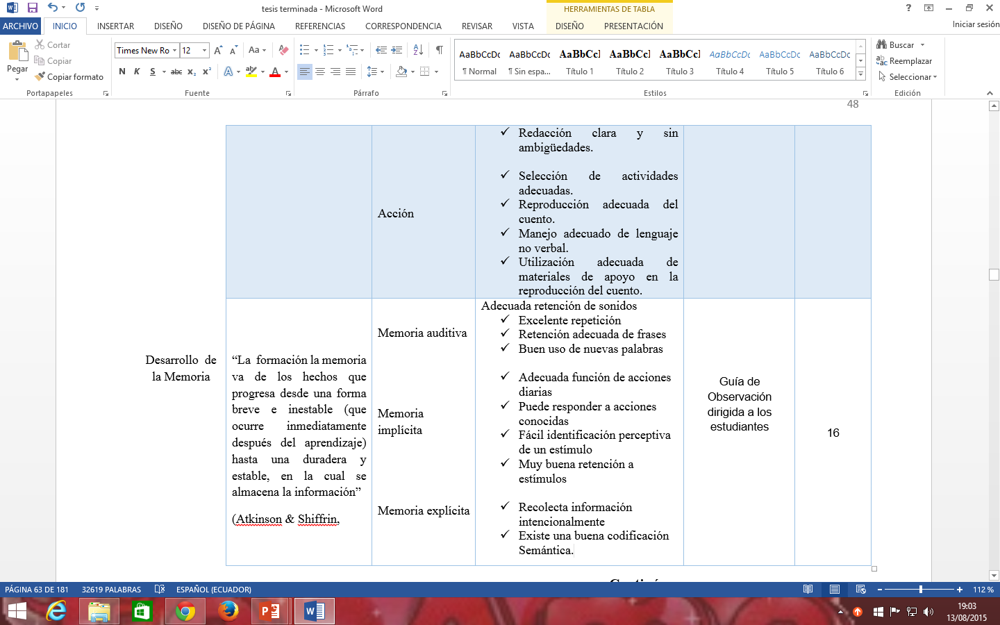 tesis terminada - Microsoft Word
HERRAMIENTAS DE TABLA
ARCHIVO INICIO INSERTAR DISEÑO DISEÑO DE PÁGINA REFERENCIAS CORRESPONDENCIA REVISAR VISTA DISEÑO PRESENTACIÓN
Iniciar sesión
Pegar
Cortar
Copiar
Copiar formato
Portapapeles
Times New Ro 12
Fuente
Párrafo
AaBbCcDc ¶ Normal
AaBbCcDc ¶ Sin espa...
AaBbCcI Título 1
AaBbCcI Título 2
AaBbCcI Título 3
AaBbCcDc Título 4
AaBbCcDc Título 5
AaBbCcDc Título 6
Estilos
Buscar
Reemplazar
Seleccionar
Edición
48
Acción
Redacción clara y sin
ambigüedades.
Selección de actividades
adecuadas.
Reproducción adecuada del
cuento.
Manejo adecuado de lenguaje
no verbal.
Utilización adecuada de
materiales de apoyo en la
reproducción del cuento.
Desarrollo de
la Memoria
“La formación la memoria
va de los hechos que
progresa desde una forma
breve e inestable (que
ocurre inmediatamente
después del aprendizaje)
hasta una duradera y
estable, en la cual se
almacena la información”
(Atkinson & Shiffrin,
Memoria auditiva
Memoria
implícita
Memoria explícita
Adecuada retención de sonidos
Excelente repetición
Retención adecuada de frases
Buen uso de nuevas palabras
Adecuada función de acciones
diarias
Puede responder a acciones
conocidas
Fácil identificación perceptiva
de un estímulo
Muy buena retención a
estímulos
Recolecta información
intencionalmente
Existe una buena codificación
Semántica.
Guía de
Observación
dirigida a los
estudiantes
16
PÁGINA 63 DE 181 32619 PALABRAS ESPAÑOL (ECUADOR)
112 %
19:03
13/08/2015